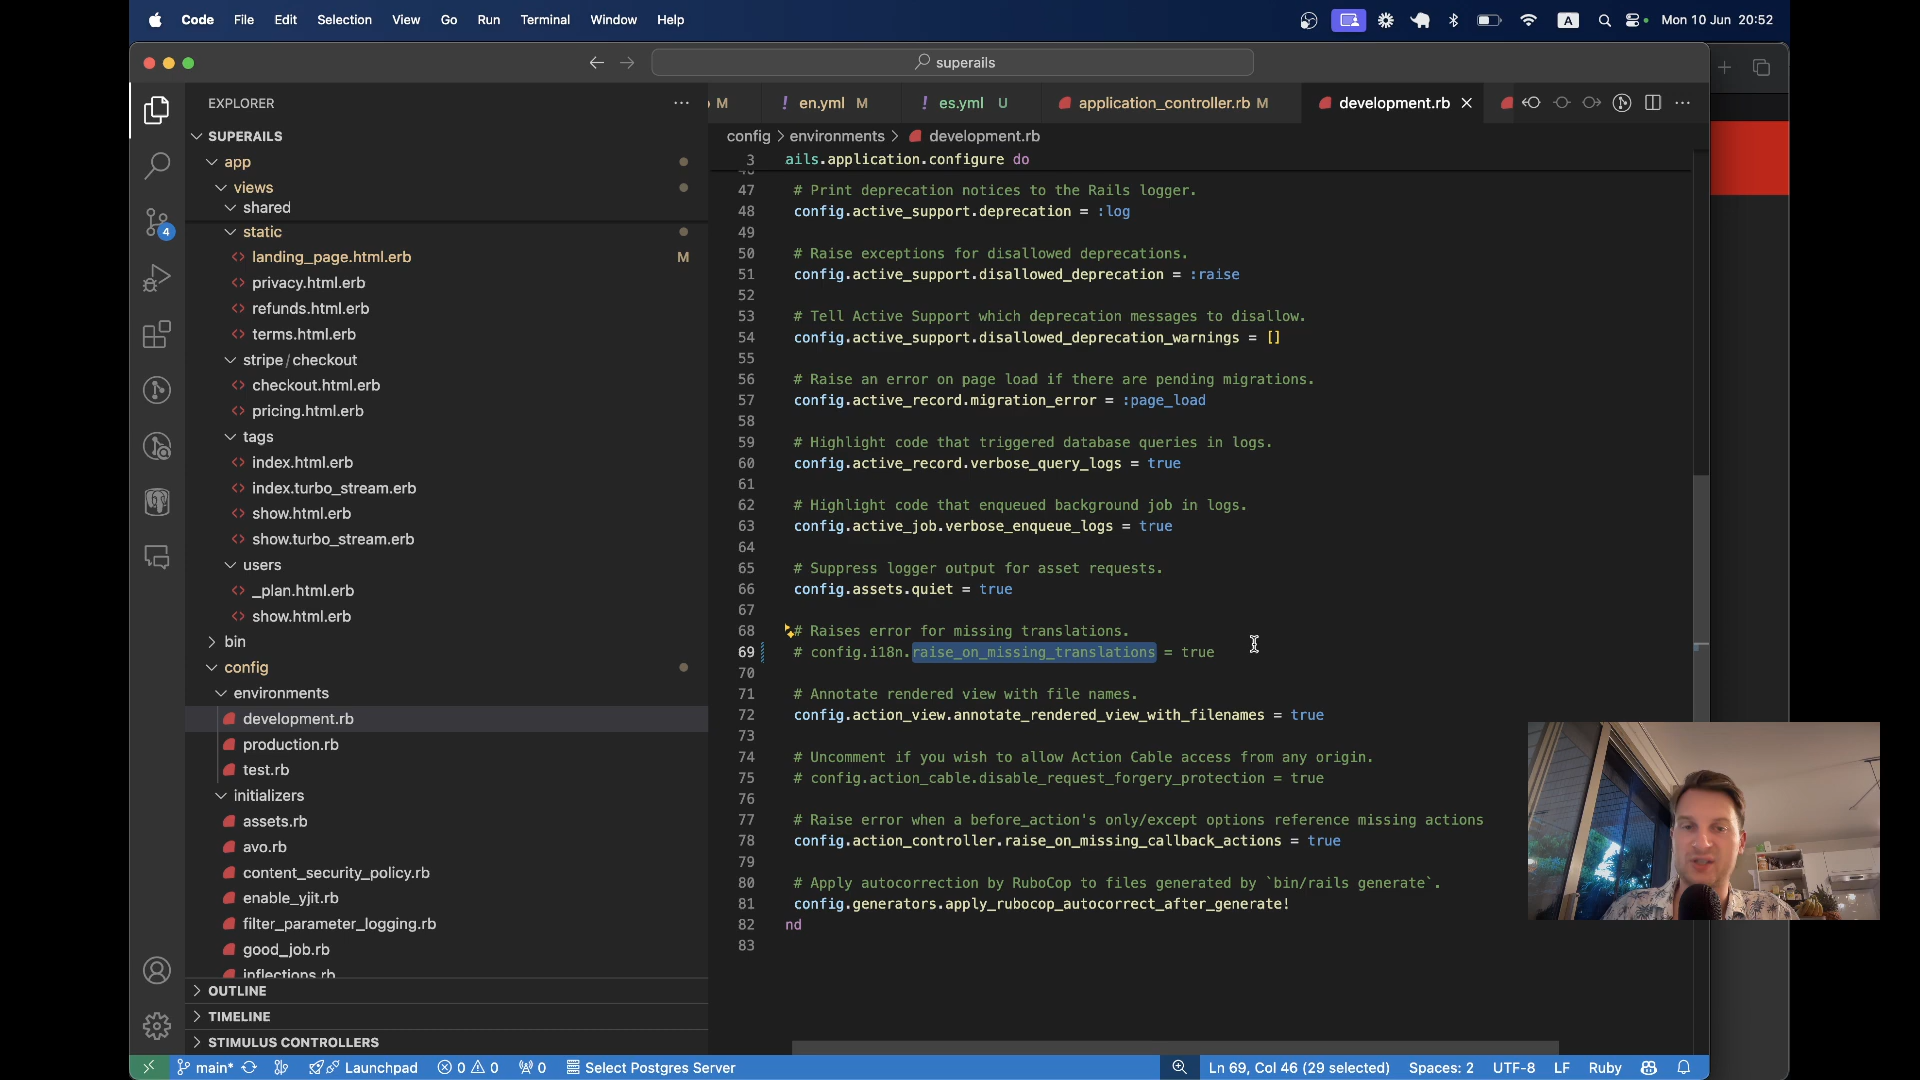 Code File Edit Selection View Go Run Terminal Window Help
A Mon 10 Jun 20:52
superails
EXPLORER
SUPERAILS
app
views
shared
static
landing_page.html.erb M
privacy.html.erb
refunds.html.erb
terms.html.erb
stripe/checkout
checkout.html.erb
pricing.html.erb
tags
index.html.erb
index.turbo_stream.erb
show.html.erb
show.turbo_stream.erb
users
_plan.html.erb
show.html.erb
bin
config
environments
development.rb
production.rb
test.rb
initializers
assets.rb
avo.rb
content_security_policy.rb
enable_yjit.rb
filter_parameter_logging.rb
good_job.rb
inflections.rb
OUTLINE
TIMELINE
STIMULUS CONTROLLERS
4
M ! en.yml M ! es.yml U application_controller.rb M development.rb
config > environments > development.rb
3 ails.application.configure do
47 # Print deprecation notices to the Rails logger.
48 config.active_support.deprecation = :log
49
50 # Raise exceptions for disallowed deprecations.
51 config.active_support.disallowed_deprecation = :raise
52
53 # Tell Active Support which deprecation messages to disallow.
54 config.active_support.disallowed_deprecation_warnings = []
55
56 # Raise an error on page load if there are pending migrations.
57 config.active_record.migration_error = :page_load
58
59 # Highlight code that triggered database queries in logs.
60 config.active_record.verbose_query_logs = true
61
62 # Highlight code that enqueued background job in logs.
63 config.active_job.verbose_enqueue_logs = true
64
65 # Suppress logger output for asset requests.
66 config.assets.quiet = true
67
68 # Raises error for missing translations.
69 # config.i18n.raise_on_missing_translations = true
70
71 # Annotate rendered view with file names.
72 config.action_view.annotate_rendered_view_with_filenames = true
73
74 # Uncomment if you wish to allow Action Cable access from any origin.
75 # config.action_cable.disable_request_forgery_protection = true
76
77 # Raise error when a before_action's only/except options reference missing actions
78 config.action_controller.raise_on_missing_callback_actions = true
79
80 # Apply autocorrection by RuboCop to files generated by `bin/rails generate`.
81 config.generators.apply_rubocop_autocorrect_after_generate!
82 nd
83
main* Launchpad 0 0 0 Select Postgres Server Ln 69, Col 46 (29 selected) Spaces: 2 UTF-8 LF Ruby